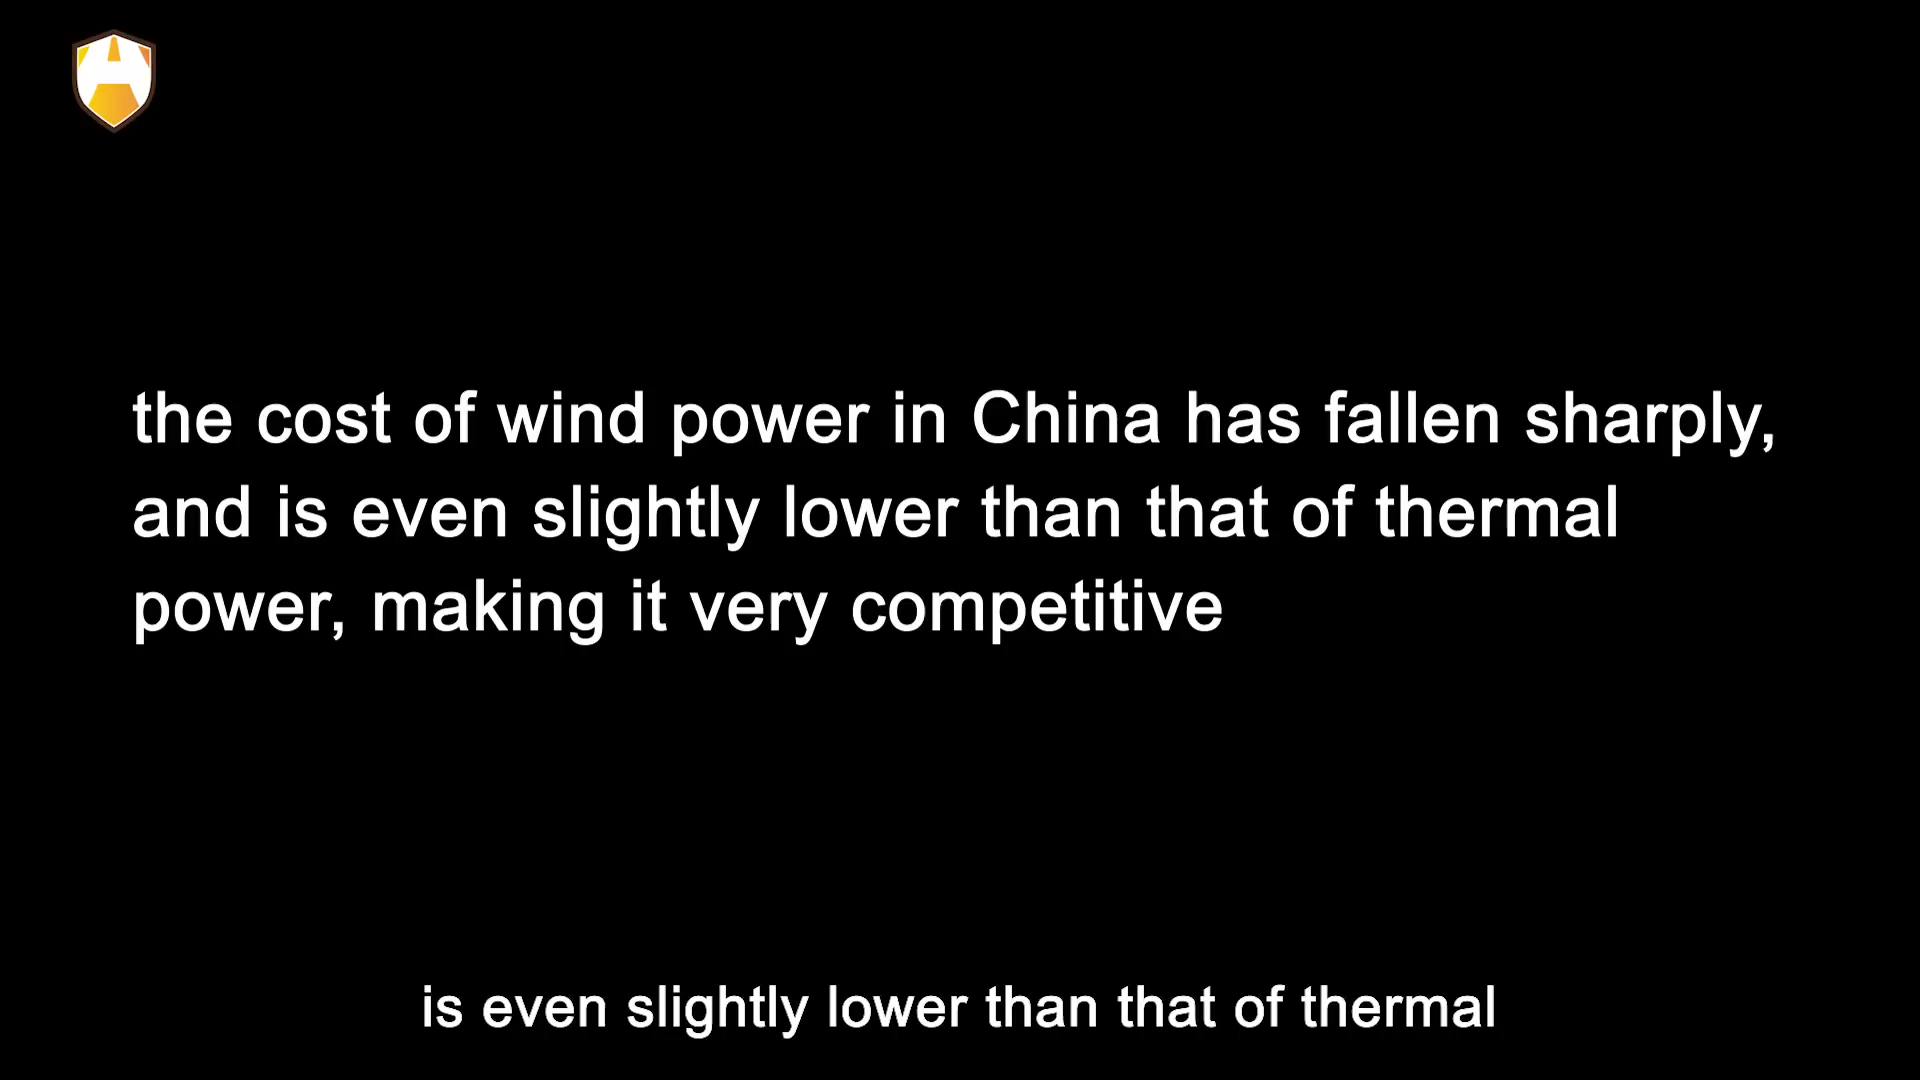 the cost of wind power in China has fallen sharply,
and is even slightly lower than that of thermal
power, making it very competitive
is even slightly lower than that of thermal